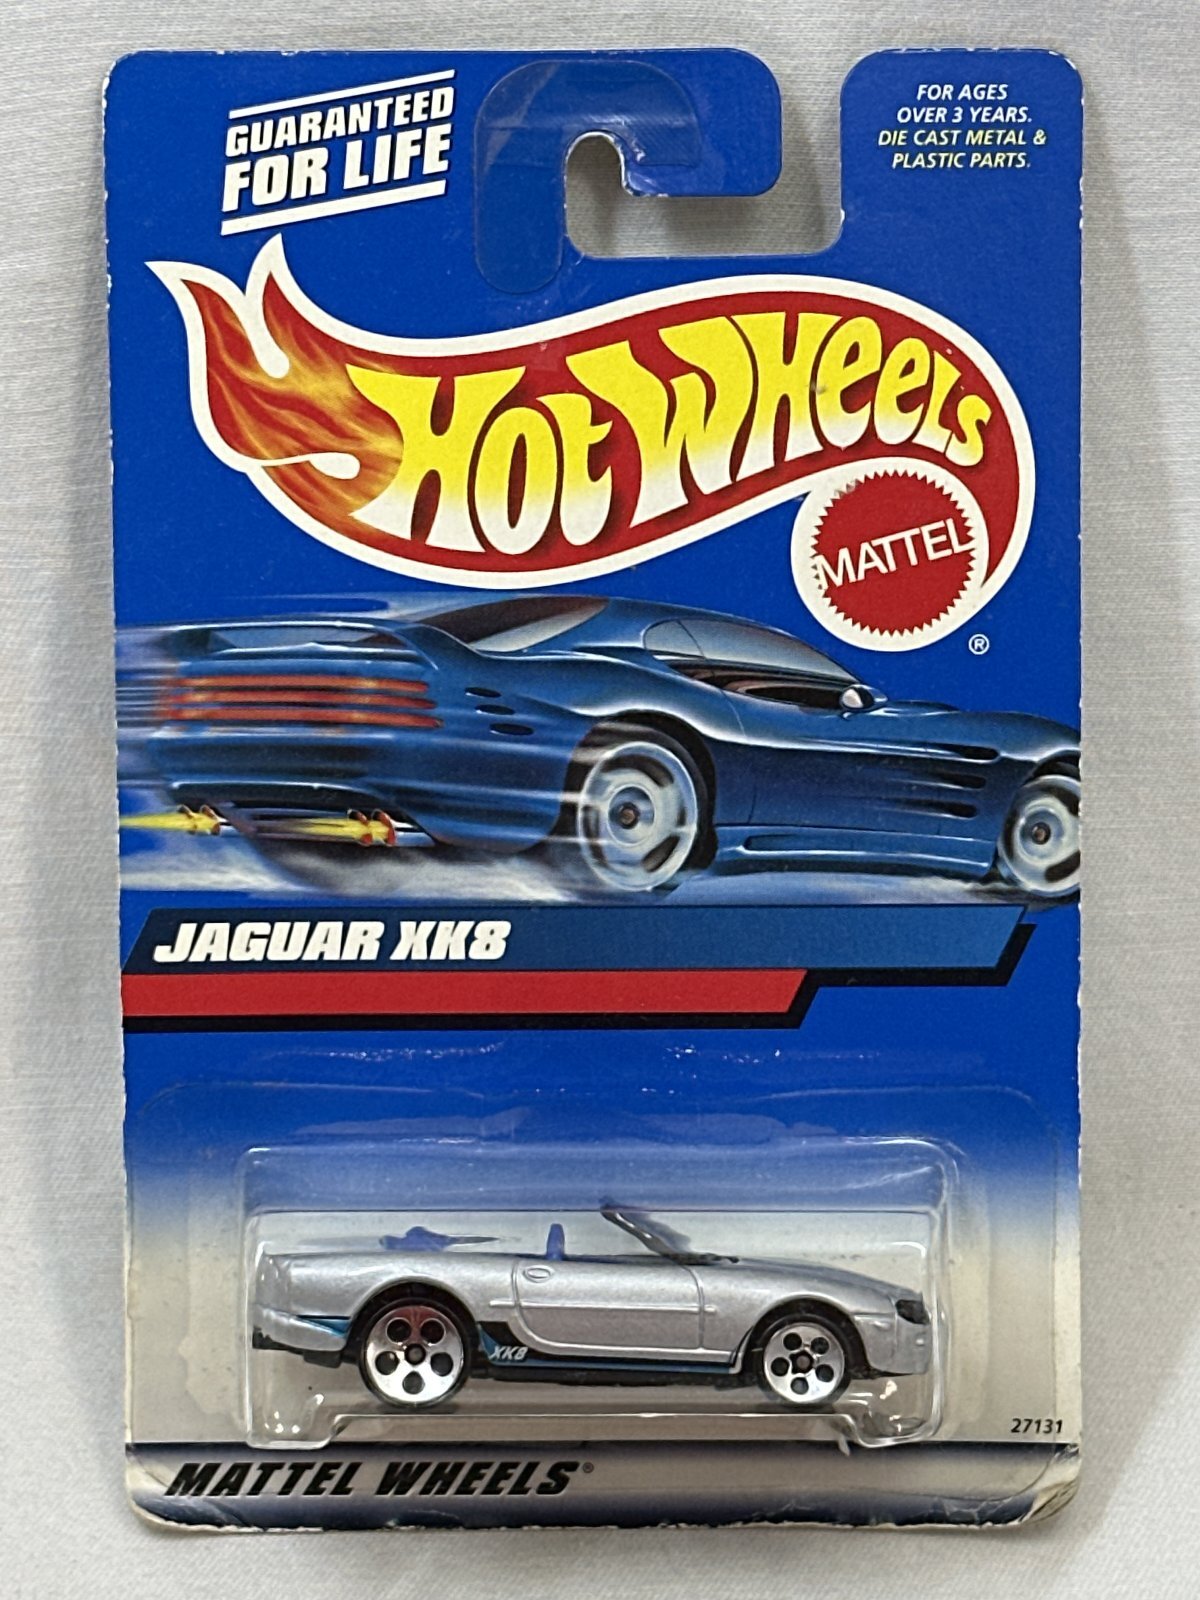 GUARANTEED
FOR LIFE
FOR AGES
OVER 3 YEARS.
DIE CAST METAL &
PLASTIC PARTS.
HOT WHEELS
MATTEL
®
JAGUAR XK8
XK8
27131
MATTEL WHEELS®